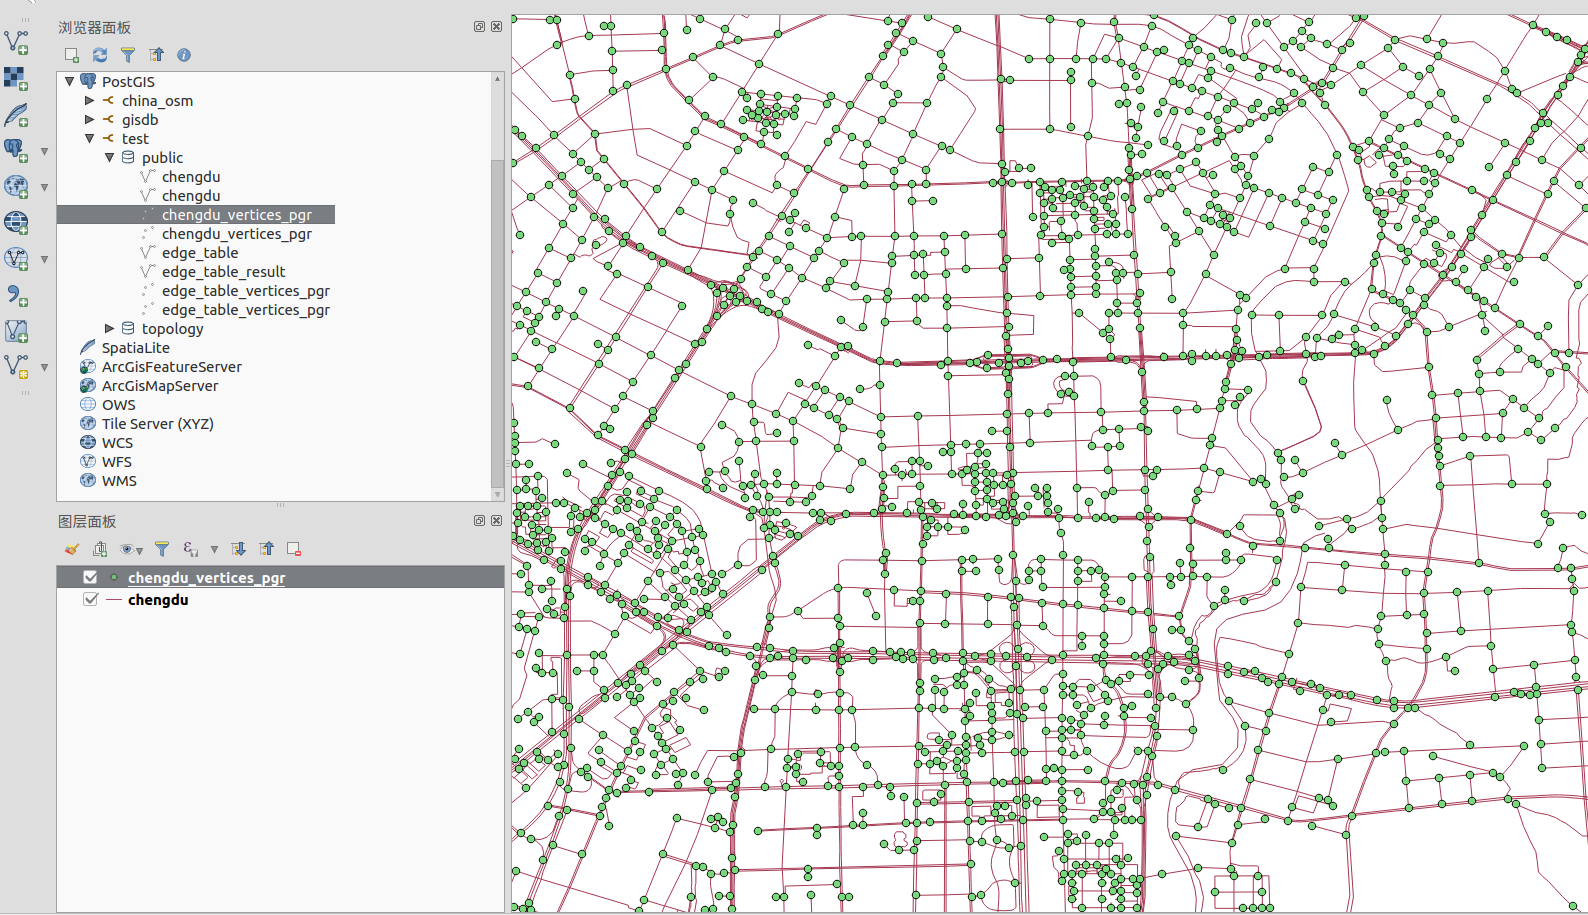 浏览器面板
PostGIS
china_osm
gisdb
test
public
chengdu
chengdu
chengdu_vertices_pgr
chengdu_vertices_pgr
edge_table
edge_table_result
edge_table_vertices_pgr
edge_table_vertices_pgr
topology
SpatiaLite
ArcGisFeatureServer
ArcGisMapServer
OWS
Tile Server (XYZ)
WCS
WFS
WMS
图层面板
chengdu_vertices_pgr
chengdu